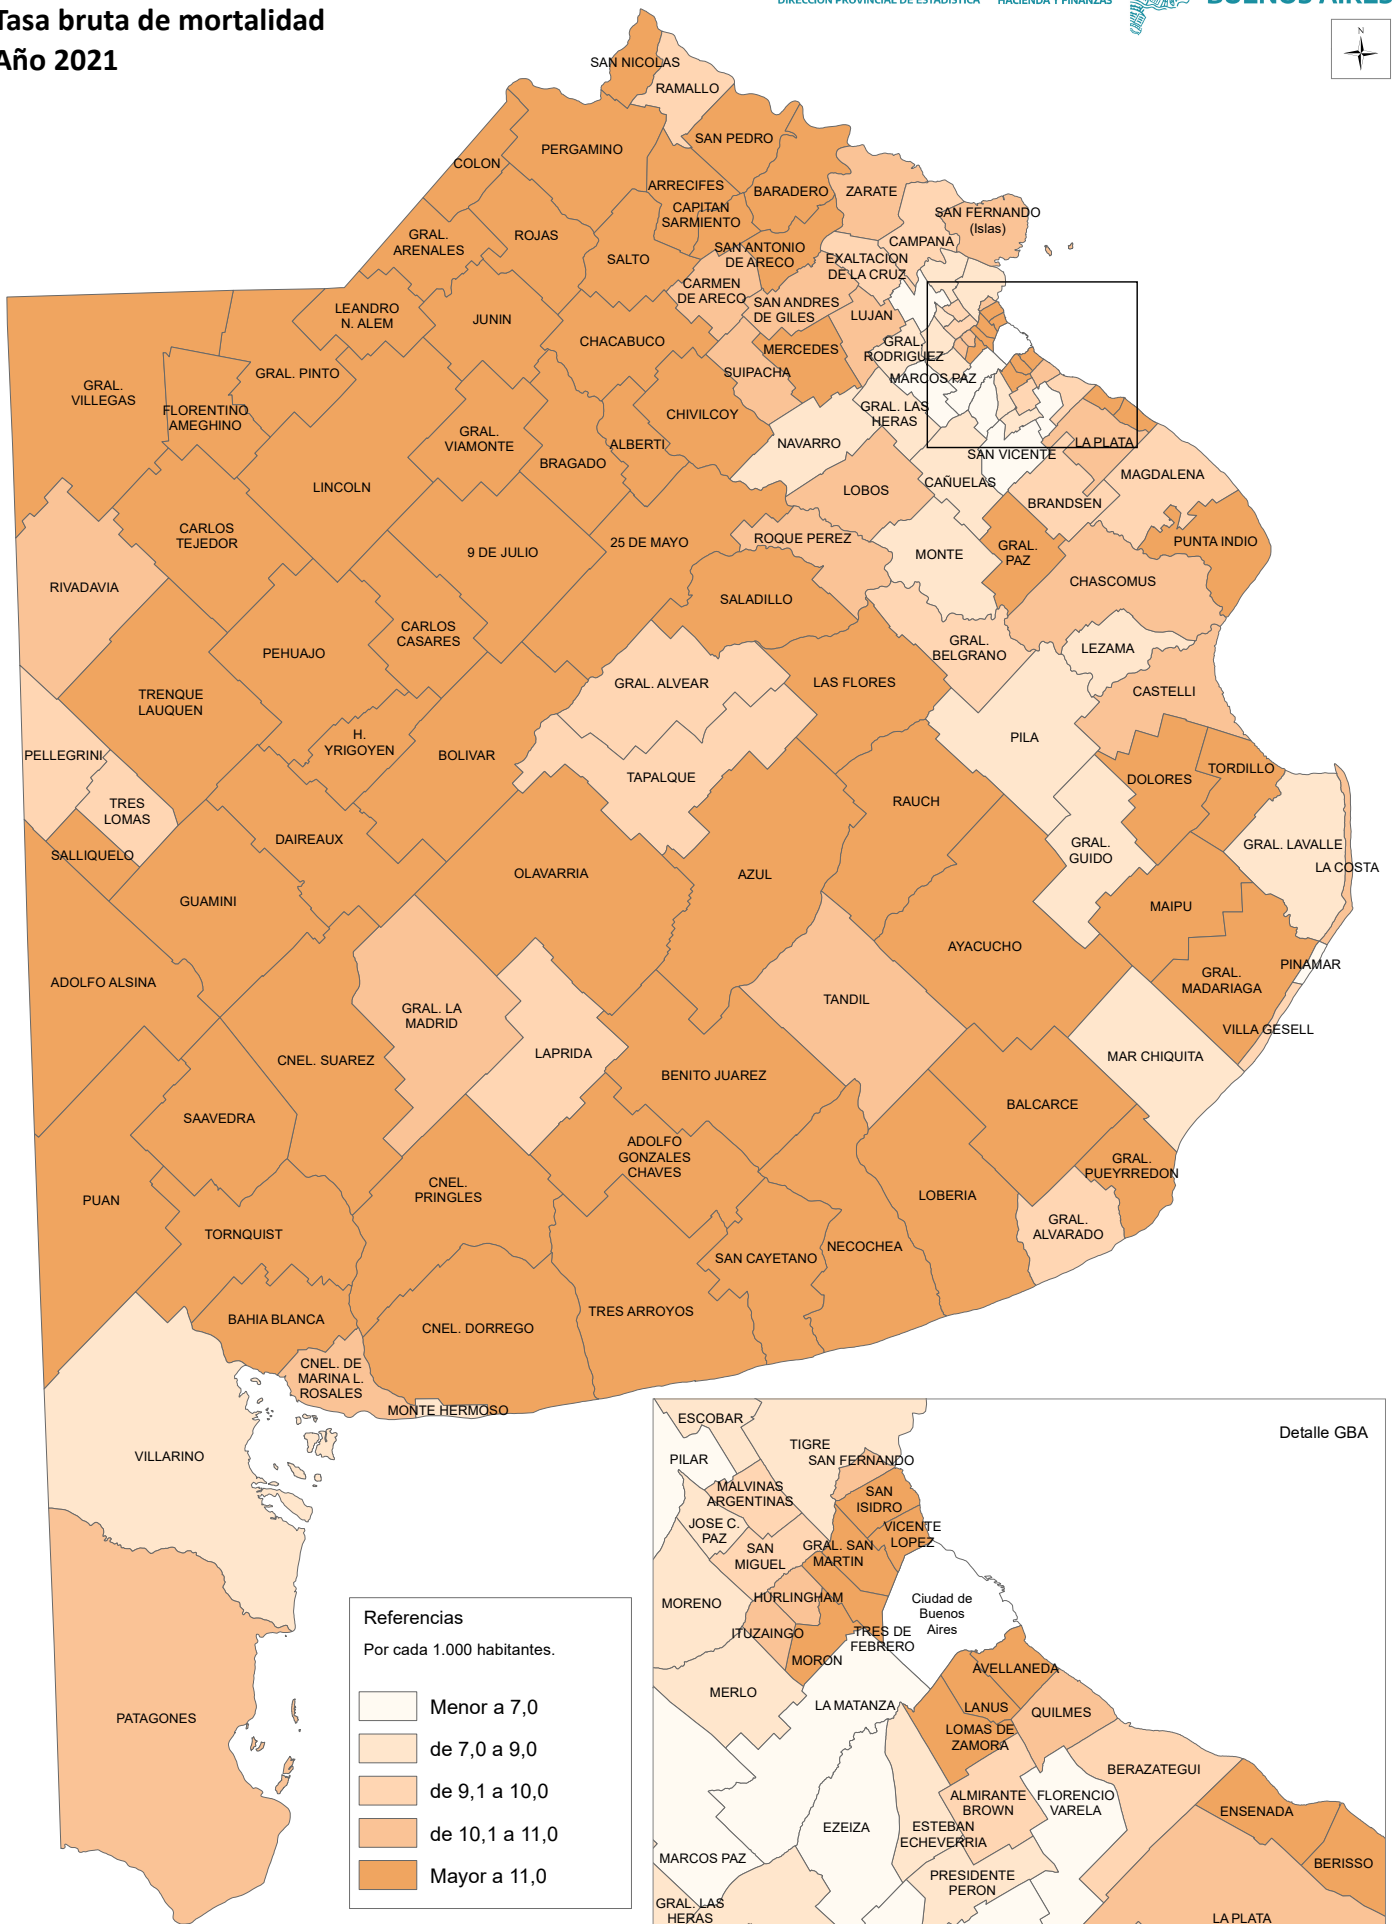 Tasa bruta de mortalidad
Año 2021
DIRECCIÓN PROVINCIAL DE ESTADÍSTICA
HACIENDA Y FINANZAS
BUENOS AIRES
N
SAN NICOLAS
RAMALLO
SAN PEDRO
PERGAMINO
COLON
ARRECIFES
BARADERO
ZARATE
CAPITAN
SARMIENTO
SAN FERNANDO
(Islas)
GRAL.
ARENALES
ROJAS
SALTO
SAN ANTONIO
DE ARECO
CAMPANA
EXALTACION
DE LA CRUZ
CARMEN
DE ARECO
SAN ANDRES
DE GILES
LUJAN
LEANDRO
N. ALEM
JUNIN
CHACABUCO
MERCEDES
GRAL.
RODRIGUEZ
SUIPACHA
MARCOS PAZ
GRAL.
VILLEGAS
GRAL. PINTO
FLORENTINO
AMEGHINO
CHIVILCOY
GRAL. LAS
HERAS
GRAL.
VIAMONTE
ALBERTI
NAVARRO
LA PLATA
SAN VICENTE
BRAGADO
MAGDALENA
LINCOLN
LOBOS
CAÑUELAS
BRANDSEN
CARLOS
TEJEDOR
9 DE JULIO
25 DE MAYO
ROQUE PEREZ
MONTE
GRAL.
PAZ
PUNTA INDIO
RIVADAVIA
SALADILLO
CHASCOMUS
CARLOS
CASARES
PEHUAJO
GRAL.
BELGRANO
LEZAMA
TRENQUE
LAUQUEN
GRAL. ALVEAR
LAS FLORES
CASTELLI
PELLEGRINI
H.
YRIGOYEN
BOLIVAR
PILA
TAPALQUE
DOLORES
TORDILLO
TRES
LOMAS
RAUCH
DAIREAUX
SALLIQUELO
GRAL.
GUIDO
GRAL. LAVALLE
LA COSTA
GUAMINI
OLAVARRIA
AZUL
MAIPU
AYACUCHO
PINAMAR
ADOLFO ALSINA
GRAL.
MADARIAGA
GRAL. LA
MADRID
TANDIL
VILLA GESELL
CNEL. SUAREZ
LAPRIDA
MAR CHIQUITA
BENITO JUAREZ
BALCARCE
SAAVEDRA
ADOLFO
GONZALES
CHAVES
GRAL.
PUEYRREDON
PUAN
CNEL.
PRINGLES
LOBERIA
GRAL.
ALVARADO
TORNQUIST
SAN CAYETANO
NECOCHEA
BAHIA BLANCA
CNEL. DORREGO
TRES ARROYOS
CNEL. DE
MARINA L.
ROSALES
MONTE HERMOSO
VILLARINO
PATAGONES
Referencias
Por cada 1.000 habitantes.
Menor a 7,0
de 7,0 a 9,0
de 9,1 a 10,0
de 10,1 a 11,0
Mayor a 11,0
Detalle GBA
ESCOBAR
TIGRE
PILAR
SAN FERNANDO
MALVINAS
ARGENTINAS
SAN
ISIDRO
JOSE C.
PAZ
VICENTE
LOPEZ
SAN
MIGUEL
GRAL. SAN
MARTIN
MORENO
HURLINGHAM
Ciudad de
Buenos
Aires
ITUZAINGO
TRES DE
FEBRERO
MORON
AVELLANEDA
MERLO
LA MATANZA
LANUS
QUILMES
LOMAS DE
ZAMORA
BERAZATEGUI
ALMIRANTE
BROWN
FLORENCIO
VARELA
ENSENADA
EZEIZA
ESTEBAN
ECHEVERRIA
MARCOS PAZ
BERISSO
PRESIDENTE
PERON
GRAL. LAS
HERAS
LA PLATA